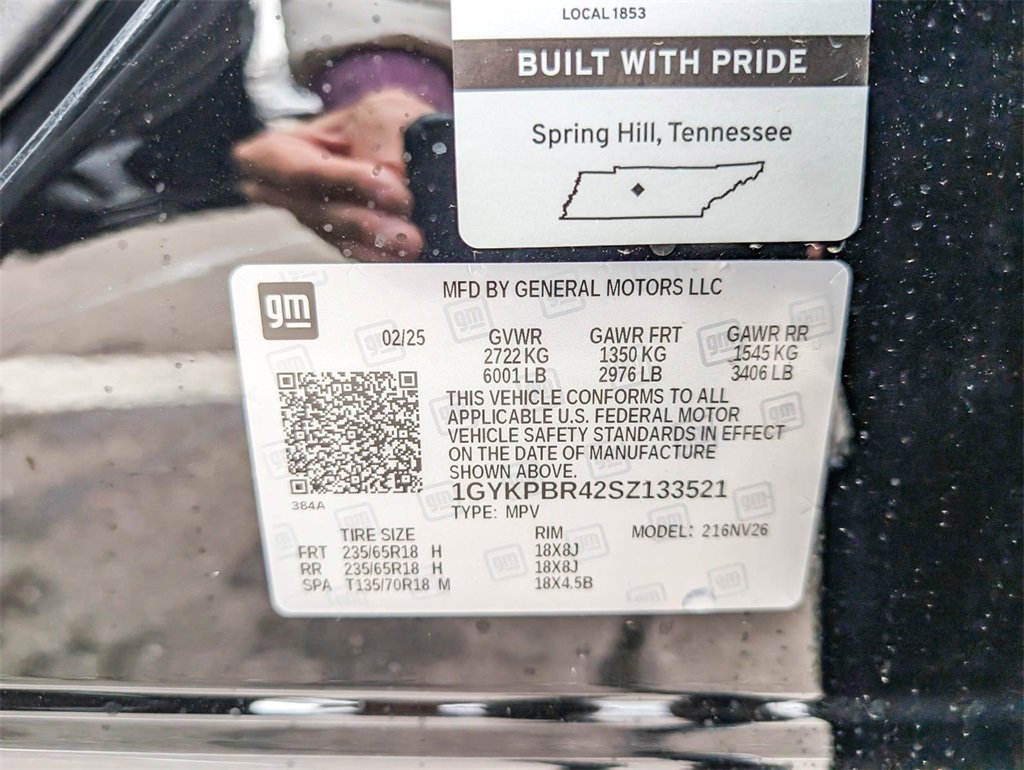 LOCAL 1853
BUILT WITH PRIDE
Spring Hill, Tennessee
gm
MFD BY GENERAL MOTORS LLC
02/25 GVWR GAWR FRT GAWR RR
2722 KG 1350 KG 1545 KG
6001 LB 2976 LB 3406 LB
THIS VEHICLE CONFORMS TO ALL
APPLICABLE U.S. FEDERAL MOTOR
VEHICLE SAFETY STANDARDS IN EFFECT
ON THE DATE OF MANUFACTURE
SHOWN ABOVE.
1GYKPBR42SZ133521
384A
TYPE: MPV
TIRE SIZE RIM MODEL: 216NV26
FRT 235/65R18 H 18X8J
RR 235/65R18 H 18X8J
SPA T135/70R18 M 18X4.5B